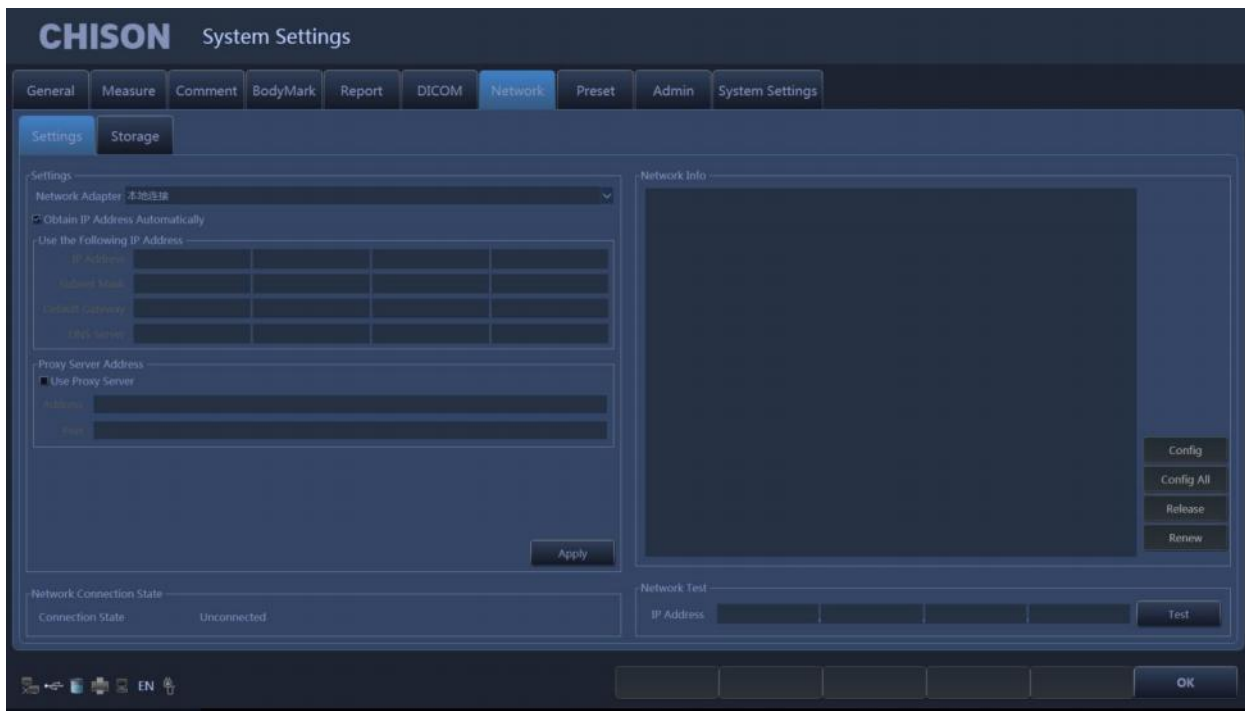 CHISON System Settings
General Measure Comment BodyMark Report DICOM Network Preset Admin System Settings
Settings Storage
Settings
Network Adapter 本地连接
Obtain IP Address Automatically
Use the Following IP Address
IP Address
Subnet Mask
Default Gateway
DNS Server
Proxy Server Address
Use Proxy Server
Address
Port
Apply
Network Connection State
Connection State Unconnected
Network Info
Config
Config All
Release
Renew
Network Test
IP Address Test
EN
OK